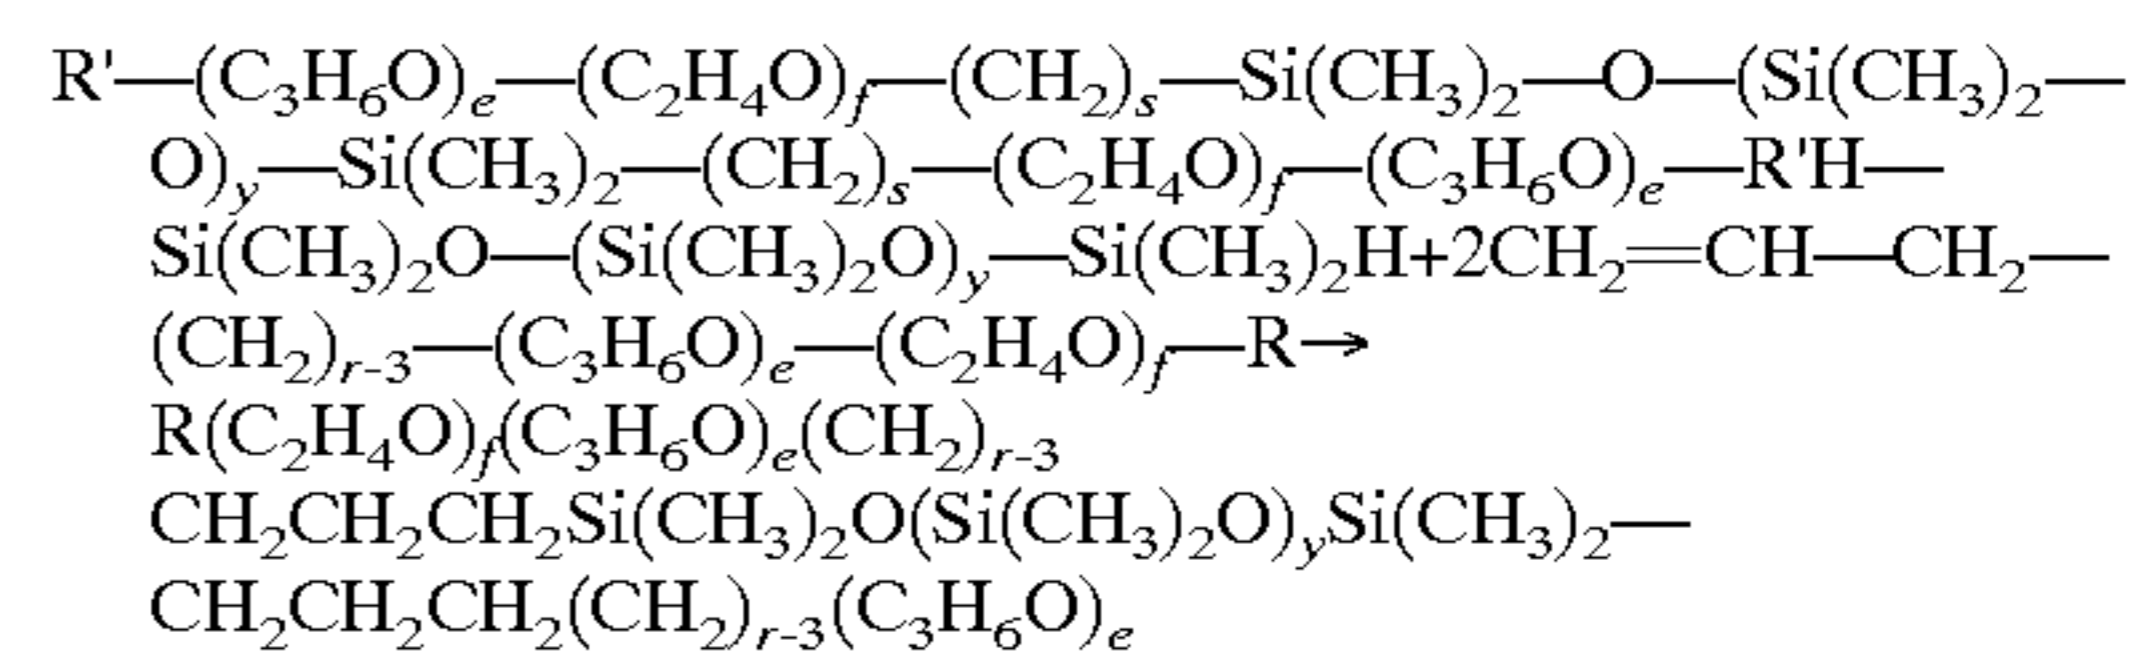 R'—(C₃H₆O)ₑ—(C₂H₄O)f—(CH₂)ₛ—Si(CH₃)₂—O—(Si(CH₃)₂—
O)y—Si(CH₃)₂—(CH₂)ₛ—(C₂H₄O)f—(C₃H₆O)ₑ—R'H—
Si(CH₃)₂O—(Si(CH₃)₂O)y—Si(CH₃)₂H+2CH₂=CH—CH₂—
(CH₂)r-3—(C₃H₆O)ₑ—(C₂H₄O)f—R→
R(C₂H₄O)f(C₃H₆O)ₑ(CH₂)r-3
CH₂CH₂CH₂Si(CH₃)₂O(Si(CH₃)₂O)ySi(CH₃)₂—
CH₂CH₂CH₂(CH₂)r-3(C₃H₆O)ₑ